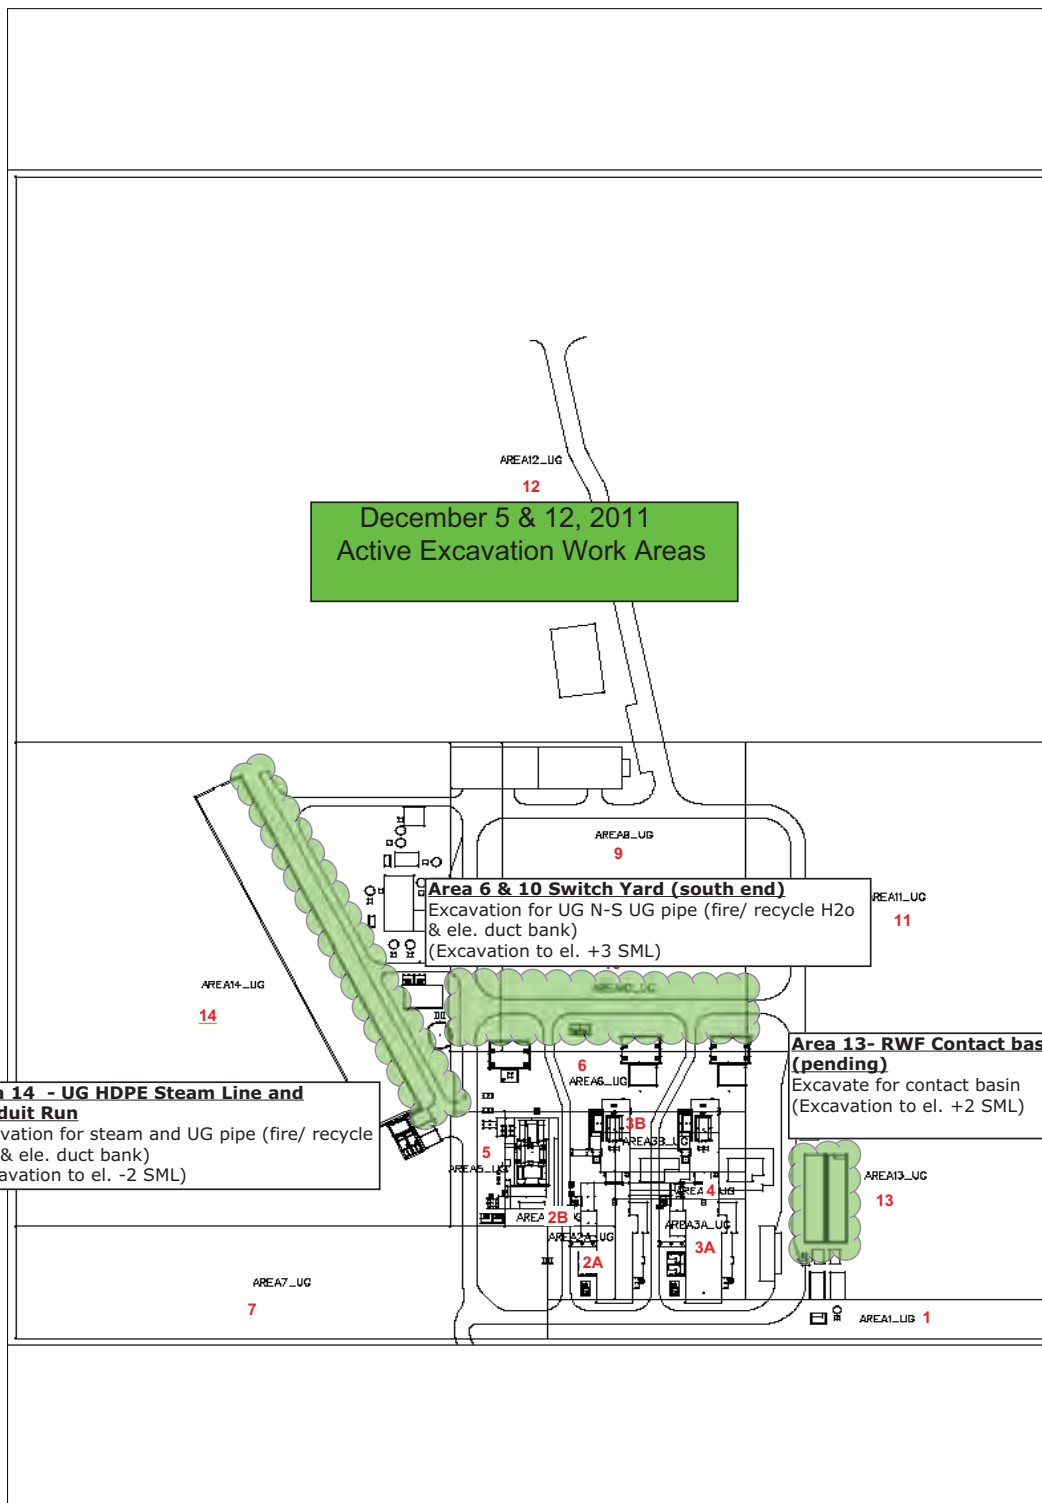 AREA12_UG
12
December 5 & 12, 2011
Active Excavation Work Areas
AREA8_UG
9
Area 6 & 10 Switch Yard (south end)
Excavation for UG N-S UG pipe (fire/ recycle H2o
& ele. duct bank)
(Excavation to el. +3 SML)
REA11_UG
11
AREA14_UG
14
6
AREA6_UG
Area 13- RWF Contact bas
(pending)
Excavate for contact basin
(Excavation to el. +2 SML)
a 14 - UG HDPE Steam Line and
duit Run
vation for steam and UG pipe (fire/ recycle
& ele. duct bank)
avation to el. -2 SML)
3B
AREA3B_UG
5
AREA5_UG
4
AREA13_UG
13
2B
AREA2A_UG
AREA3A_UG
3A
2A
AREA7_UG
7
AREA1_UG 1